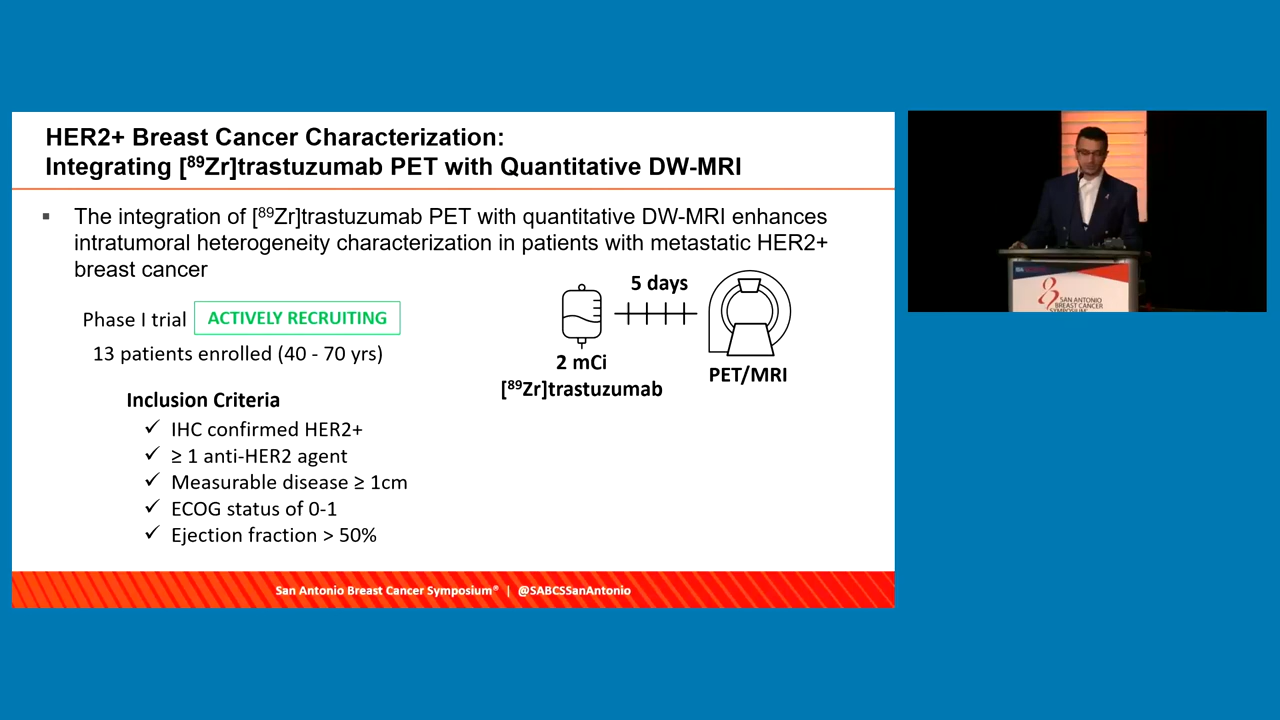 HER2+ Breast Cancer Characterization:
Integrating [⁸⁹Zr]trastuzumab PET with Quantitative DW-MRI
▪ The integration of [⁸⁹Zr]trastuzumab PET with quantitative DW-MRI enhances
intratumoral heterogeneity characterization in patients with metastatic HER2+
breast cancer
Phase I trial ACTIVELY RECRUITING
13 patients enrolled (40 - 70 yrs)
Inclusion Criteria
✓ IHC confirmed HER2+
✓ ≥ 1 anti-HER2 agent
✓ Measurable disease ≥ 1cm
✓ ECOG status of 0-1
✓ Ejection fraction > 50%
5 days
2 mCi
[⁸⁹Zr]trastuzumab
PET/MRI
San Antonio Breast Cancer Symposium® | @SABCSSanAntonio
SAN ANTONIO
BREAST CANCER
SYMPOSIUM